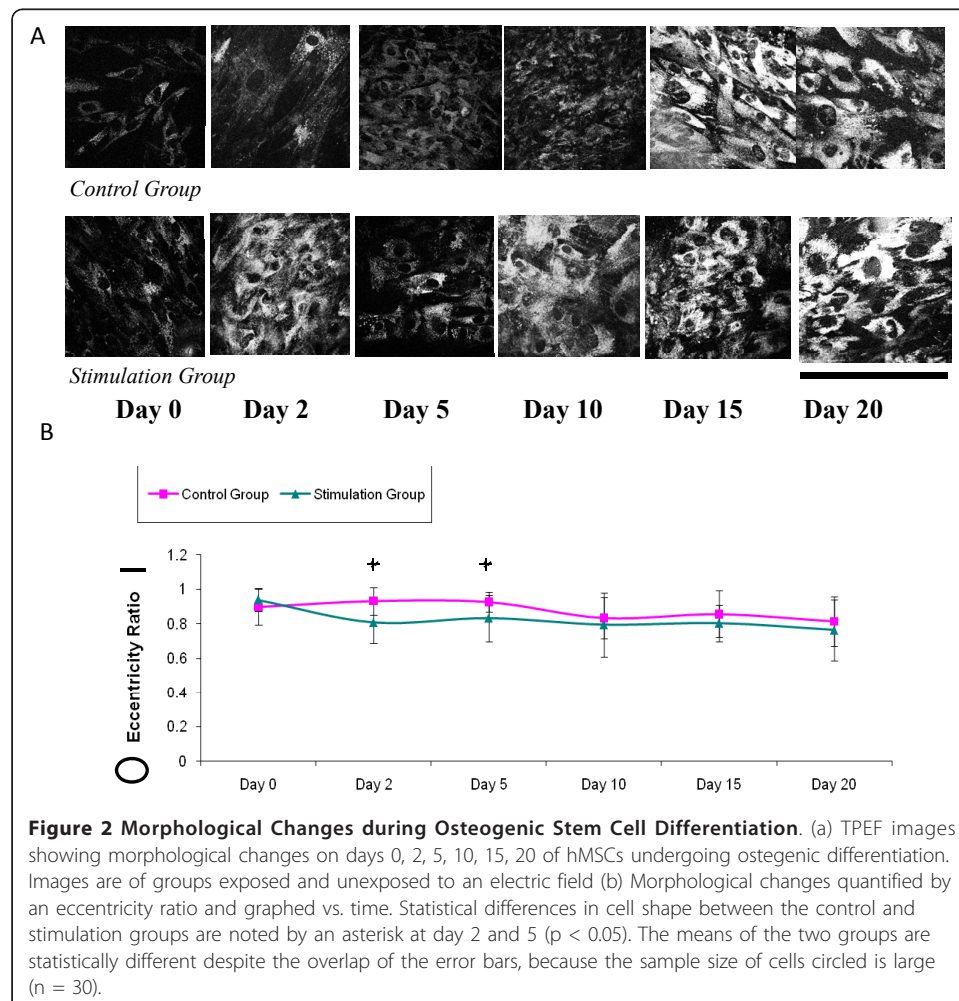 A
Control Group
Stimulation Group
Day 0 Day 2 Day 5 Day 10 Day 15 Day 20
B
Control Group Stimulation Group
Eccentricity Ratio
1.2
1
0.8
0.6
0.4
0.2
0
Day 0 Day 2 Day 5 Day 10 Day 15 Day 20
Figure 2 Morphological Changes during Osteogenic Stem Cell Differentiation. (a) TPEF images
showing morphological changes on days 0, 2, 5, 10, 15, 20 of hMSCs undergoing ostegenic differentiation.
Images are of groups exposed and unexposed to an electric field (b) Morphological changes quantified by
an eccentricity ratio and graphed vs. time. Statistical differences in cell shape between the control and
stimulation groups are noted by an asterisk at day 2 and 5 (p < 0.05). The means of the two groups are
statistically different despite the overlap of the error bars, because the sample size of cells circled is large
(n = 30).